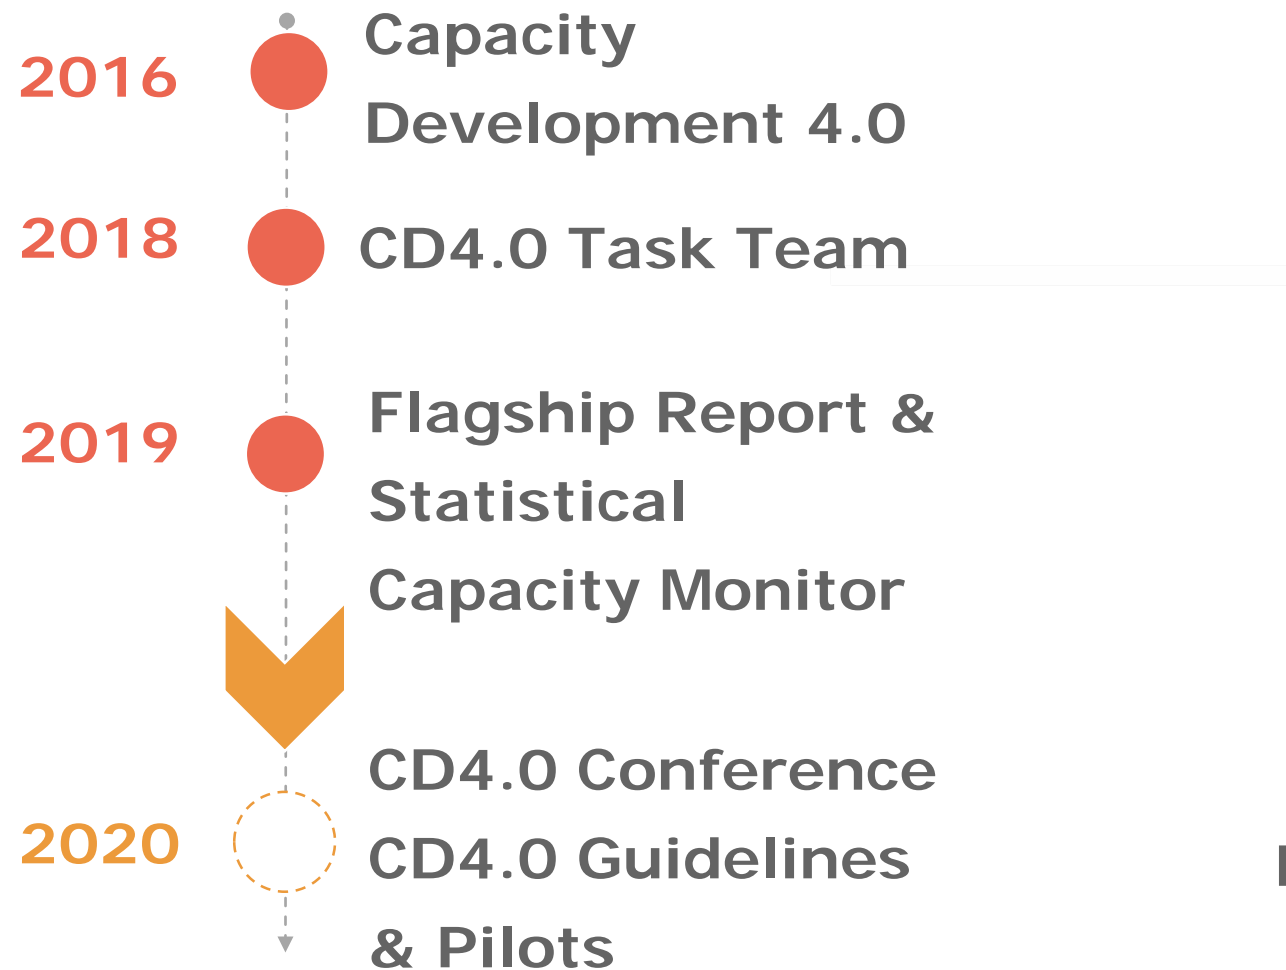 2016
Capacity
Development 4.0
2018
CD4.0 Task Team
2019
Flagship Report &
Statistical
Capacity Monitor
2020
CD4.0 Conference
CD4.0 Guidelines
& Pilots